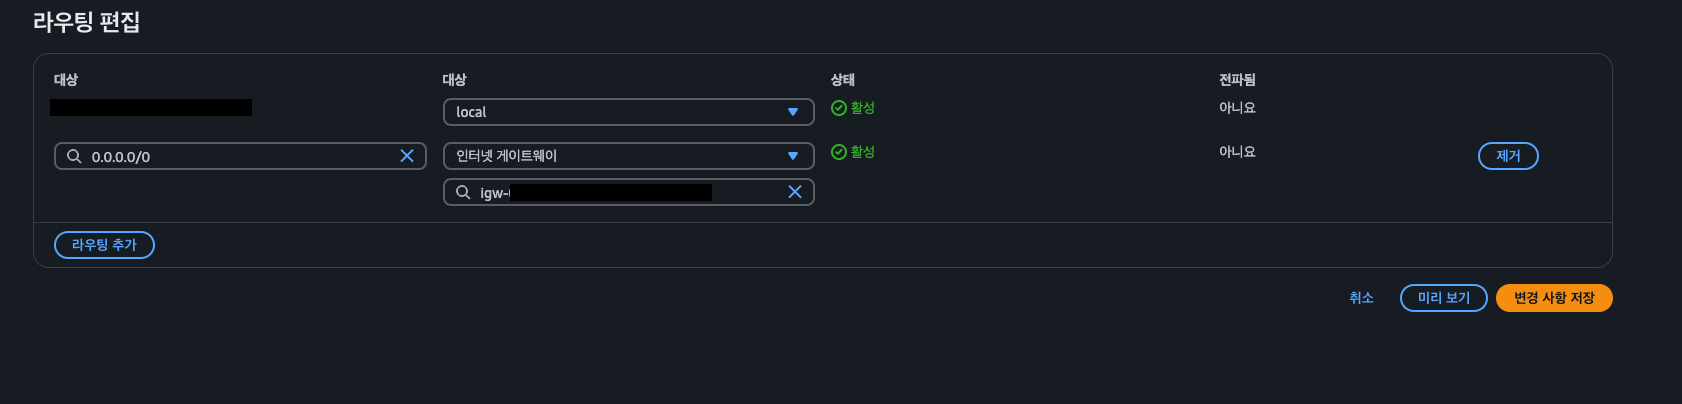 라우팅 편집
대상 대상 상태 전파됨
local 활성 아니요
0.0.0.0/0 인터넷 게이트웨이 활성 아니요 제거
igw-
라우팅 추가
취소 미리 보기 변경 사항 저장